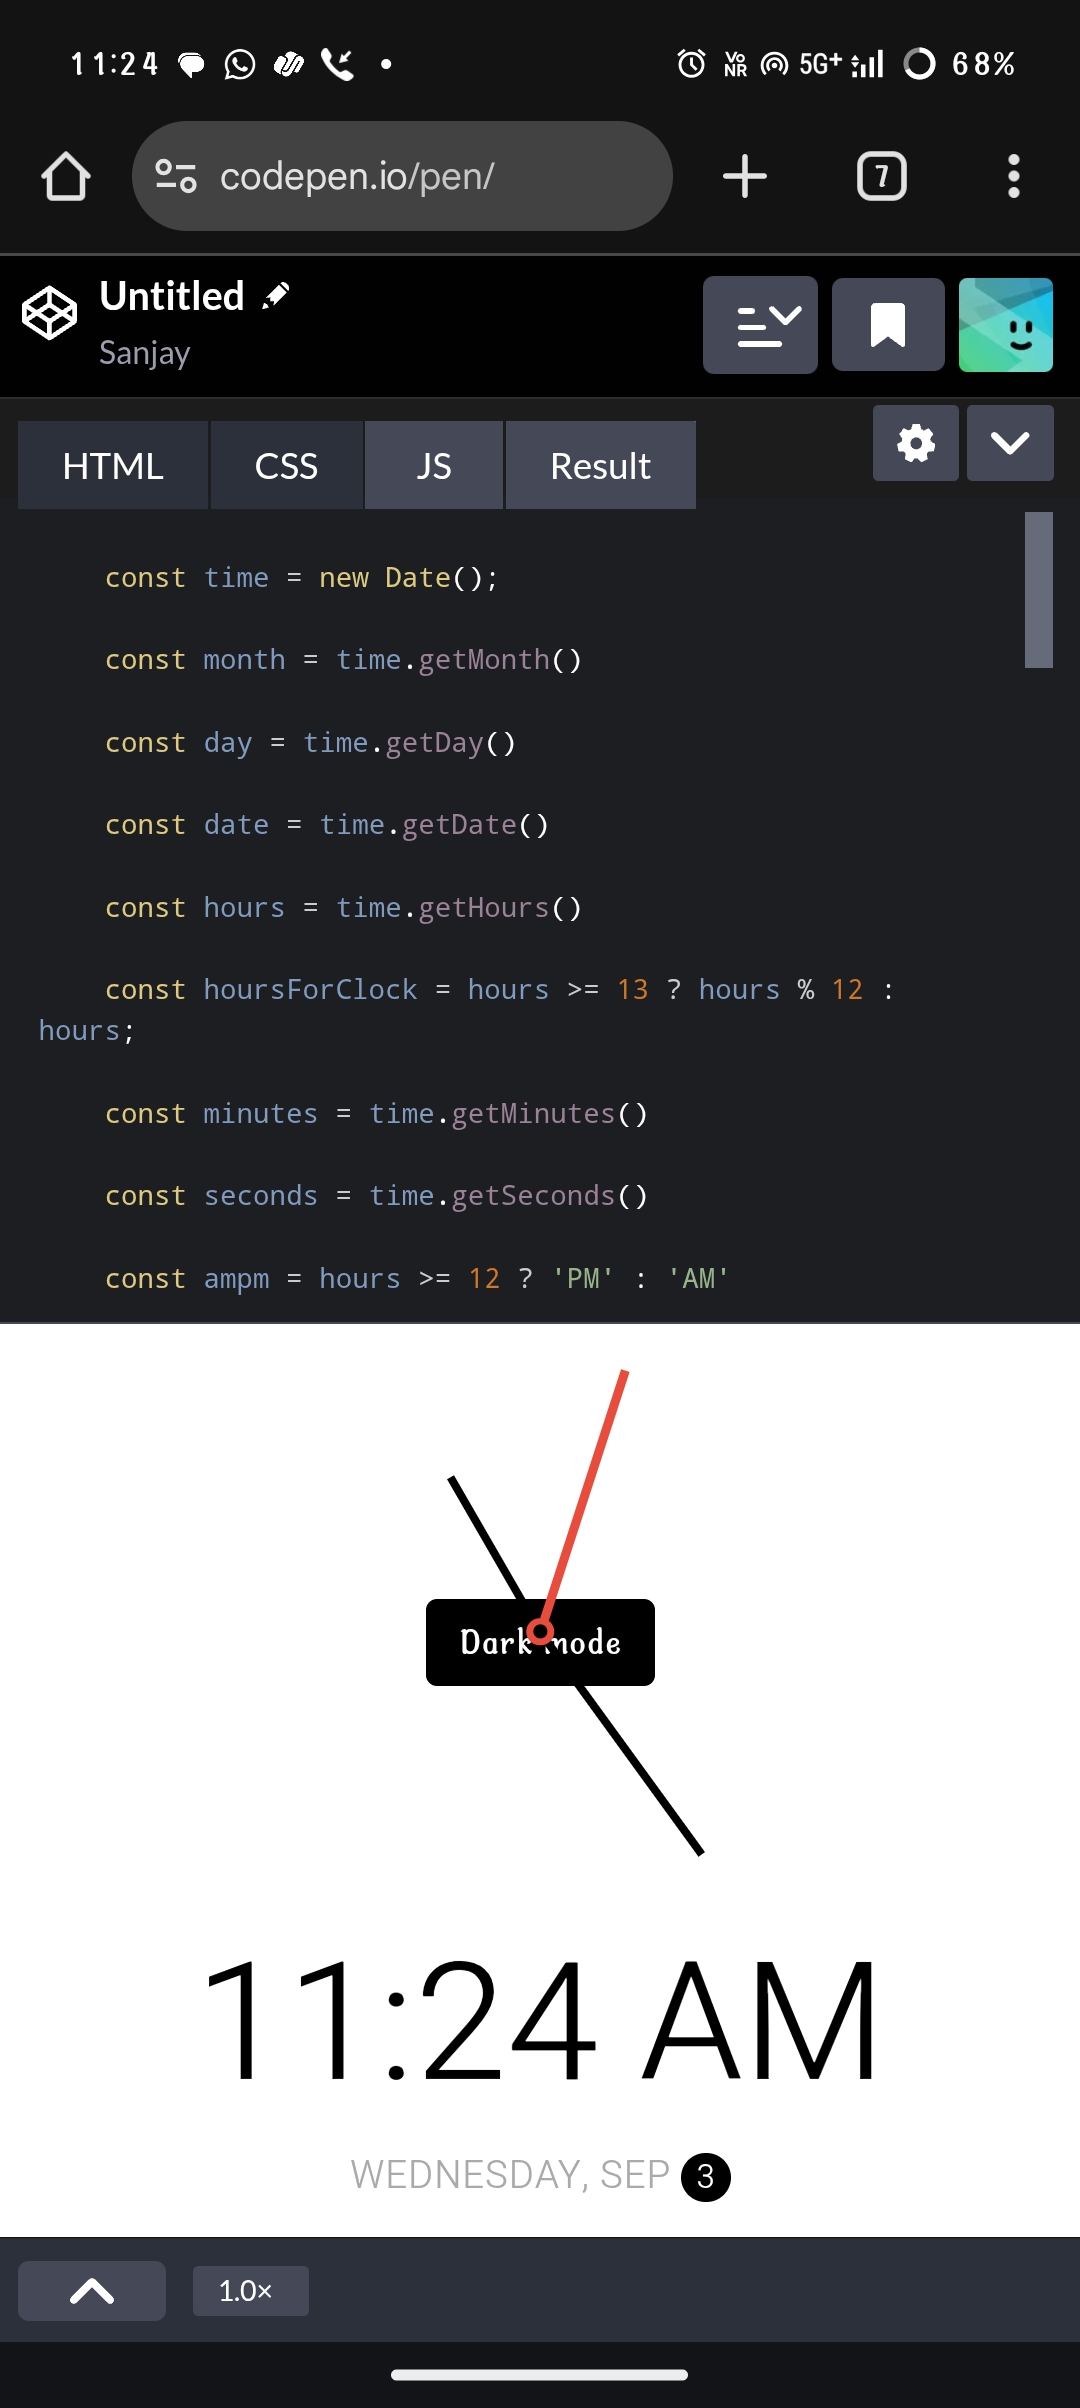 11:24 VoNR 5G+ 68%
codepen.io/pen/ 7
Untitled
Sanjay
HTML CSS JS Result
const time = new Date();
const month = time.getMonth()
const day = time.getDay()
const date = time.getDate()
const hours = time.getHours()
const hoursForClock = hours >= 13 ? hours % 12 :
hours;
const minutes = time.getMinutes()
const seconds = time.getSeconds()
const ampm = hours >= 12 ? 'PM' : 'AM'
Dark mode
11:24 AM
WEDNESDAY, SEP 3
1.0×